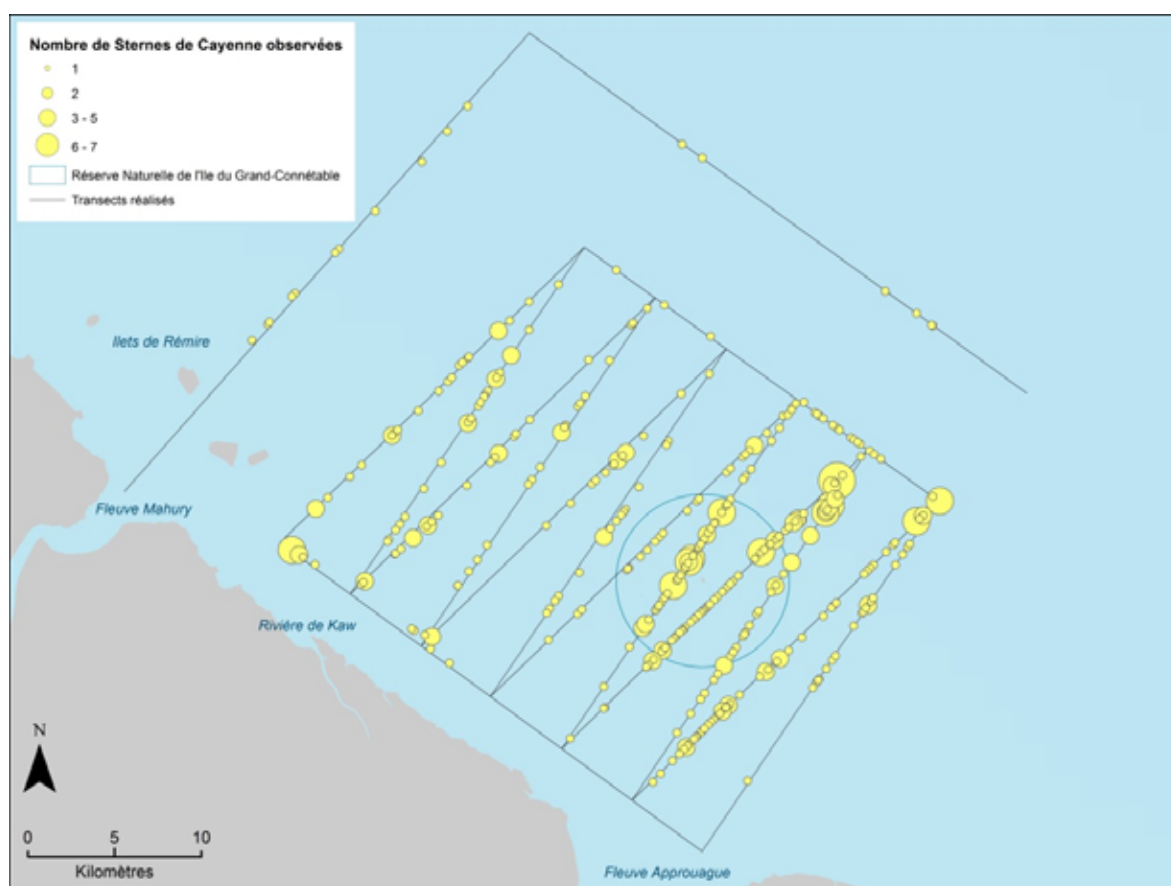 Nombre de Sternes de Cayenne observées
1
2
3 - 5
6 - 7
Réserve Naturelle de l'Ile du Grand-Connétable
Transects réalisés
Ilets de Rémire
Fleuve Mahury
Rivière de Kaw
N
0 5 10
Kilomètres
Fleuve Approuague